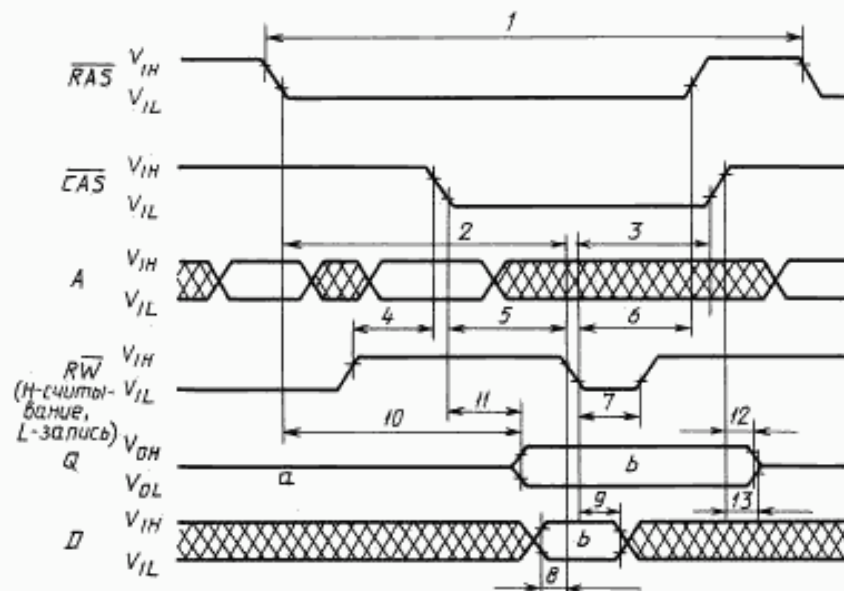 1
RAS V_IH
V_IL
CAS V_IH
V_IL
2 3
A V_IH
V_IL
4 5 6
RW V_IH
(H-считы-
вание,
L-запись)
V_IL
7
11
10
12
Q V_OH
V_OL
a b
13
9
D V_IH
V_IL
b
8